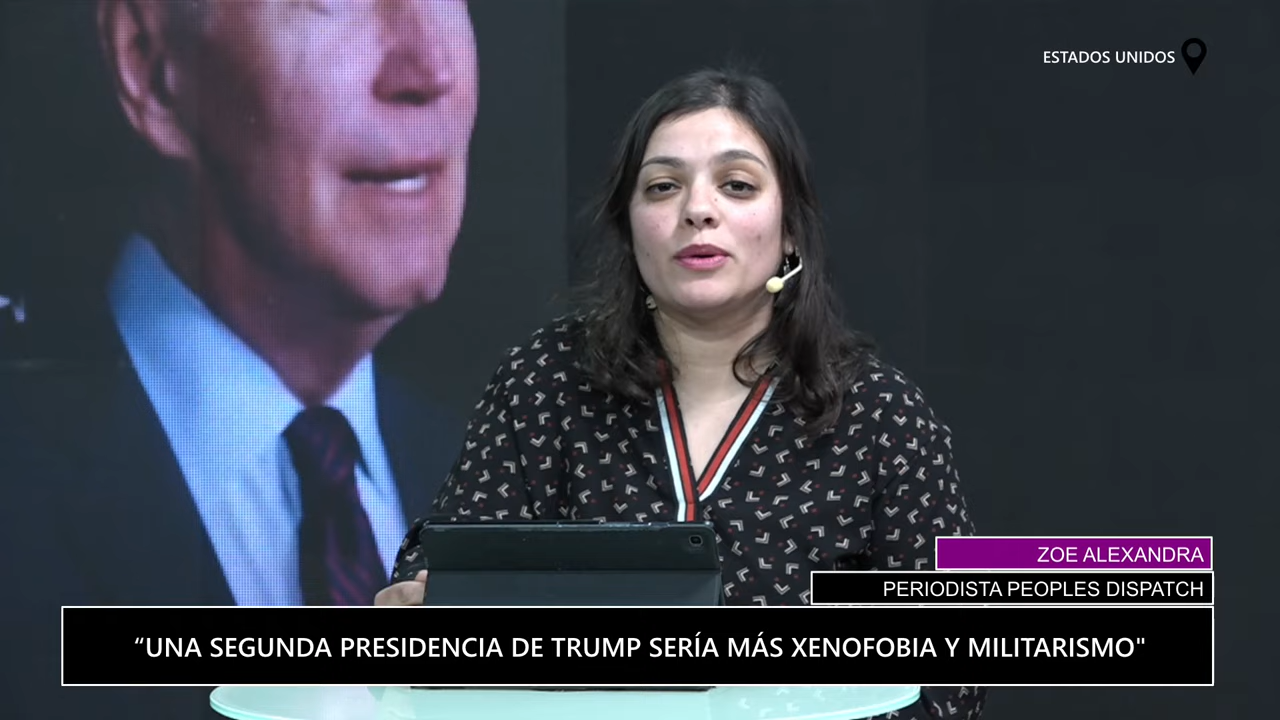 ESTADOS UNIDOS
ZOE ALEXANDRA
PERIODISTA PEOPLES DISPATCH
“UNA SEGUNDA PRESIDENCIA DE TRUMP SERÍA MÁS XENOFOBIA Y MILITARISMO"